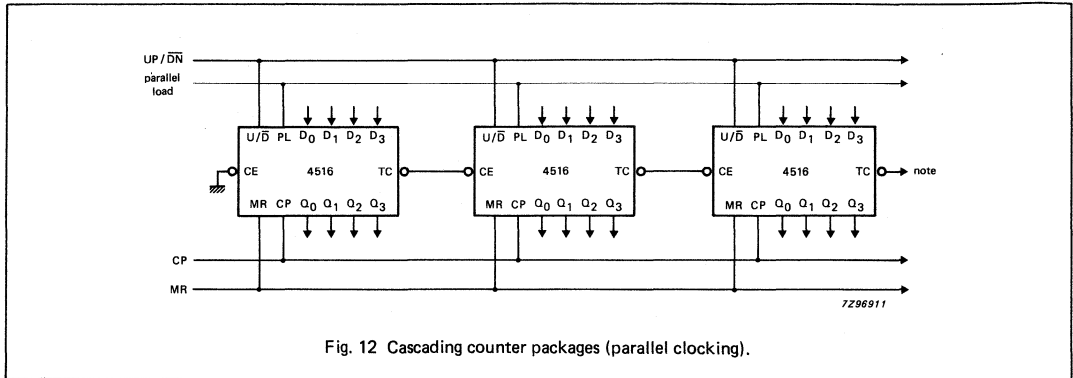 UP/D̅N̅
parallel
load
U/D̅ PL D₀ D₁ D₂ D₃ U/D̅ PL D₀ D₁ D₂ D₃ U/D̅ PL D₀ D₁ D₂ D₃
CE 4516 TC CE 4516 TC CE 4516 TC note
MR CP Q₀ Q₁ Q₂ Q₃ MR CP Q₀ Q₁ Q₂ Q₃ MR CP Q₀ Q₁ Q₂ Q₃
CP
MR
7Z96911
Fig. 12 Cascading counter packages (parallel clocking).